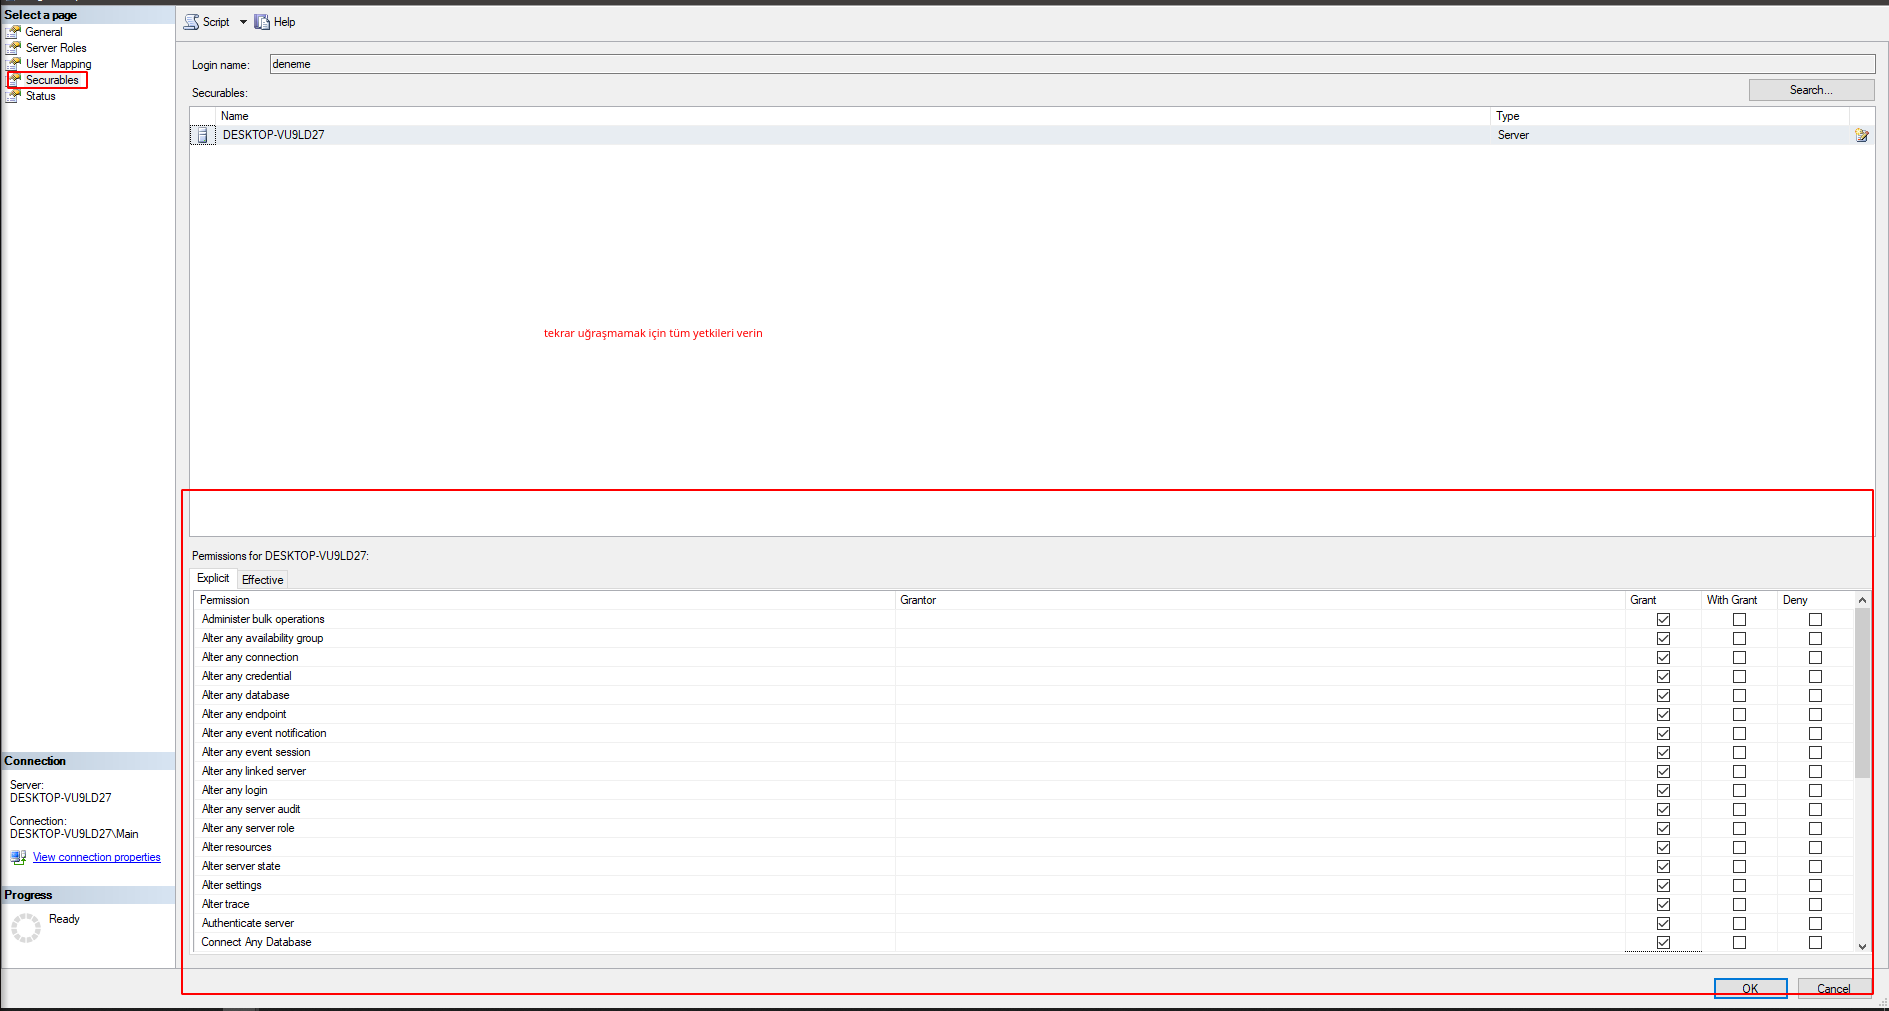 Select a page
General
Server Roles
User Mapping
Securables
Status
Script
Help
Login name:
deneme
Securables:
Search...
Name
Type
DESKTOP-VU9LD27
Server
tekrar uğraşmamak için tüm yetkileri verin
Permissions for DESKTOP-VU9LD27:
Explicit
Effective
Permission
Grantor
Grant
With Grant
Deny
Administer bulk operations
Alter any availability group
Alter any connection
Alter any credential
Alter any database
Alter any endpoint
Alter any event notification
Alter any event session
Alter any linked server
Alter any login
Alter any server audit
Alter any server role
Alter resources
Alter server state
Alter settings
Alter trace
Authenticate server
Connect Any Database
Connection
Server:
DESKTOP-VU9LD27
Connection:
DESKTOP-VU9LD27\Main
View connection properties
Progress
Ready
OK
Cancel